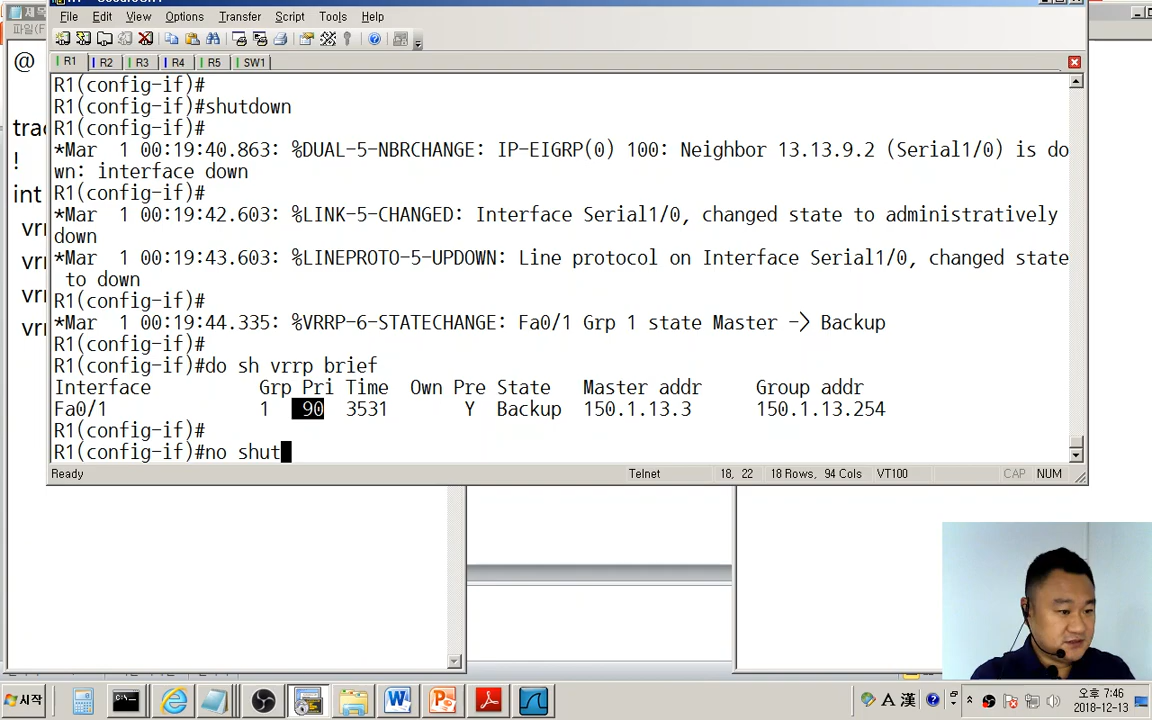 파일(F
@
trac
!
int
vrr
vrr
vrr
vrr
File Edit View Options Transfer Script Tools Help
R1 R2 R3 R4 R5 SW1
R1(config-if)#
R1(config-if)#shutdown
R1(config-if)#
*Mar  1 00:19:40.863: %DUAL-5-NBRCHANGE: IP-EIGRP(0) 100: Neighbor 13.13.9.2 (Serial1/0) is do
wn: interface down
R1(config-if)#
*Mar  1 00:19:42.603: %LINK-5-CHANGED: Interface Serial1/0, changed state to administratively
down
*Mar  1 00:19:43.603: %LINEPROTO-5-UPDOWN: Line protocol on Interface Serial1/0, changed state
to down
R1(config-if)#
*Mar  1 00:19:44.335: %VRRP-6-STATECHANGE: Fa0/1 Grp 1 state Master -> Backup
R1(config-if)#
R1(config-if)#do sh vrrp brief
Interface Grp Pri Time Own Pre State Master addr Group addr
Fa0/1 1 90 3531 Y Backup 150.1.13.3 150.1.13.254
R1(config-if)#
R1(config-if)#no shut
Ready Telnet 18, 22 18 Rows, 94 Cols VT100 CAP NUM
시작 A 漢 오후 7:46
2018-12-13